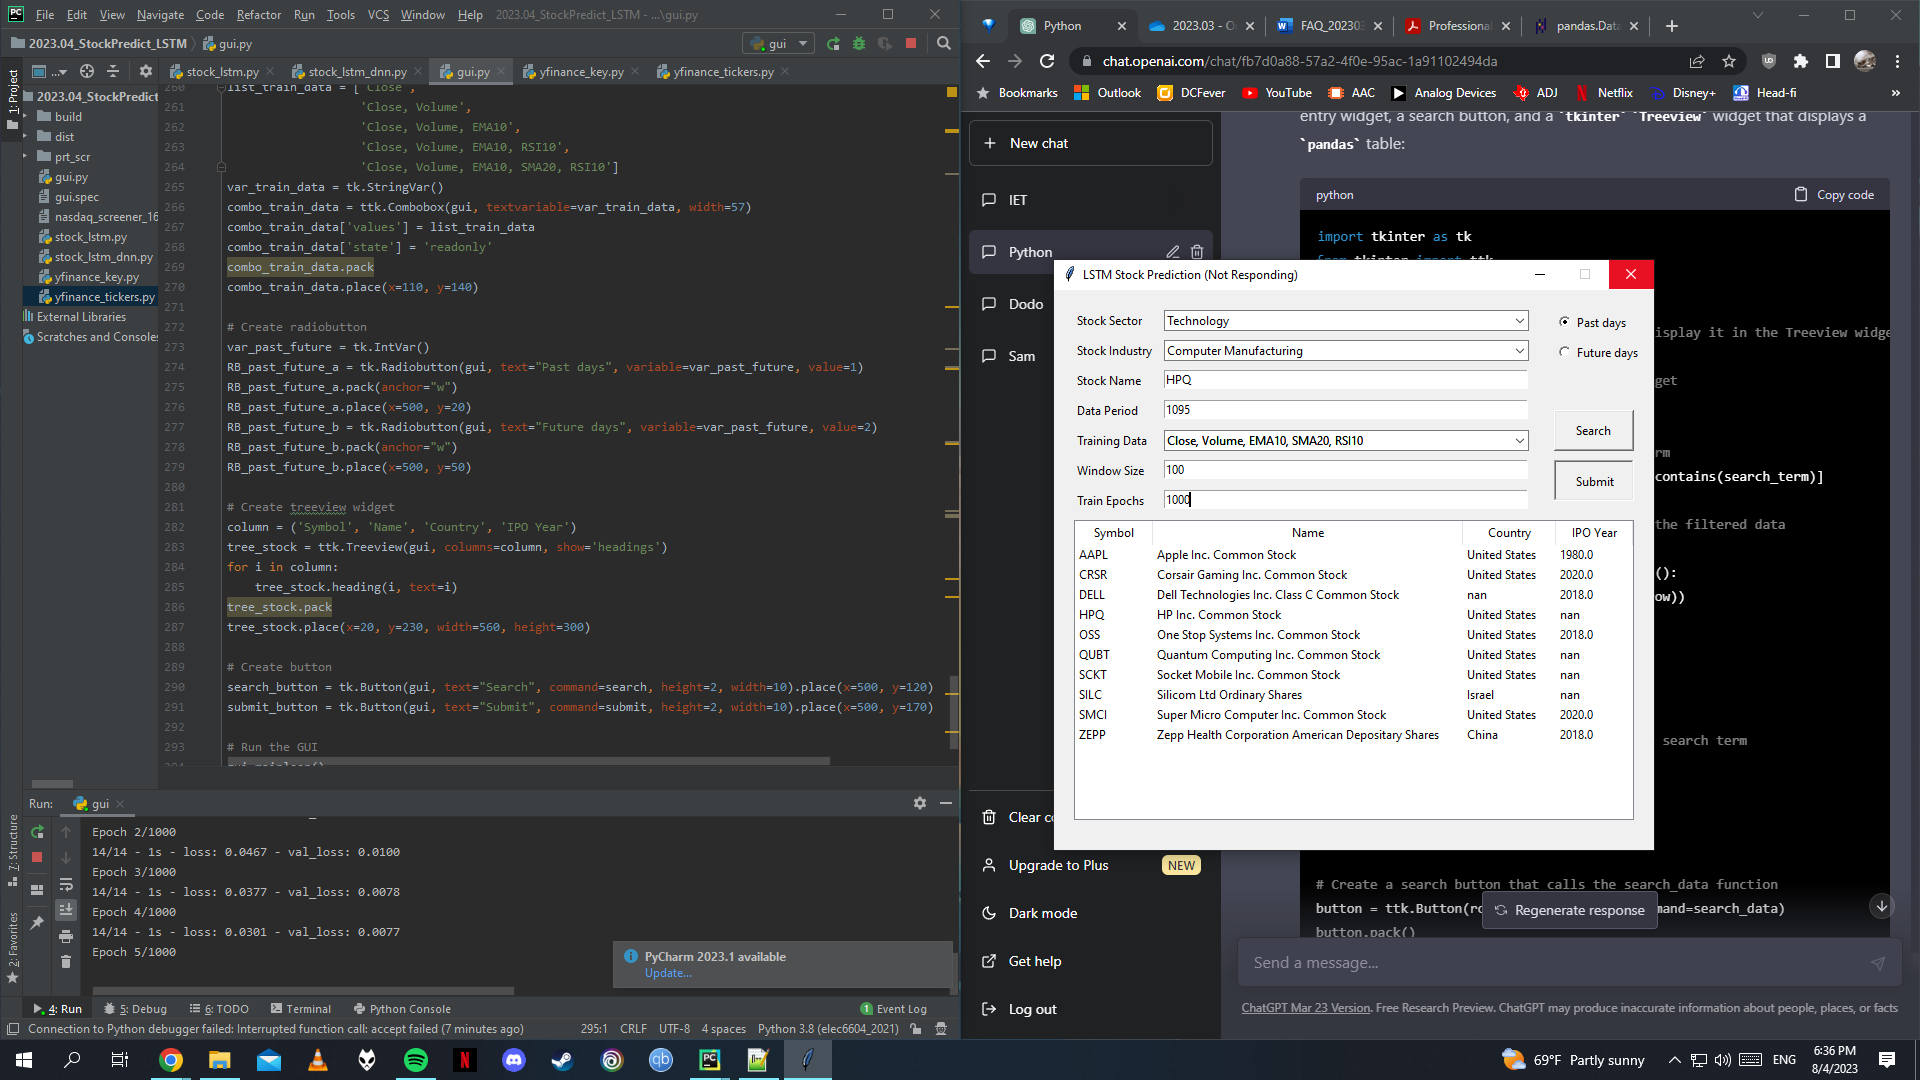 File Edit View Navigate Code Refactor Run Tools VCS Window Help 2023.04_StockPredict_LSTM - ...\gui.py
2023.04_StockPredict_LSTM gui.py
gui
1: Project
stock_lstm.py
stock_lstm_dnn.py
gui.py
yfinance_key.py
yfinance_tickers.py
2023.04_StockPredict
build
dist
prt_scr
gui.py
gui.spec
nasdaq_screener_16
stock_lstm.py
stock_lstm_dnn.py
yfinance_key.py
yfinance_tickers.py
External Libraries
Scratches and Consoles
260 list_train_data = ['Close',
261 'Close, Volume',
262 'Close, Volume, EMA10',
263 'Close, Volume, EMA10, RSI10',
264 'Close, Volume, EMA10, SMA20, RSI10']
265 var_train_data = tk.StringVar()
266 combo_train_data = ttk.Combobox(gui, textvariable=var_train_data, width=57)
267 combo_train_data['values'] = list_train_data
268 combo_train_data['state'] = 'readonly'
269 combo_train_data.pack
270 combo_train_data.place(x=110, y=140)
271
272 # Create radiobutton
273 var_past_future = tk.IntVar()
274 RB_past_future_a = tk.Radiobutton(gui, text="Past days", variable=var_past_future, value=1)
275 RB_past_future_a.pack(anchor="w")
276 RB_past_future_a.place(x=500, y=20)
277 RB_past_future_b = tk.Radiobutton(gui, text="Future days", variable=var_past_future, value=2)
278 RB_past_future_b.pack(anchor="w")
279 RB_past_future_b.place(x=500, y=50)
280
281 # Create treeview widget
282 column = ('Symbol', 'Name', 'Country', 'IPO Year')
283 tree_stock = ttk.Treeview(gui, columns=column, show='headings')
284 for i in column:
285 tree_stock.heading(i, text=i)
286 tree_stock.pack
287 tree_stock.place(x=20, y=230, width=560, height=300)
288
289 # Create button
290 search_button = tk.Button(gui, text="Search", command=search, height=2, width=10).place(x=500, y=120)
291 submit_button = tk.Button(gui, text="Submit", command=submit, height=2, width=10).place(x=500, y=170)
292
293 # Run the GUI
294 gui.mainloop()
Run: gui
Epoch 2/1000
14/14 - 1s - loss: 0.0467 - val_loss: 0.0100
Epoch 3/1000
14/14 - 1s - loss: 0.0377 - val_loss: 0.0078
Epoch 4/1000
14/14 - 1s - loss: 0.0301 - val_loss: 0.0077
Epoch 5/1000
Z: Structure
2: Favorites
PyCharm 2023.1 available
Update...
4: Run 5: Debug 6: TODO Terminal Python Console 1 Event Log
Connection to Python debugger failed: Interrupted function call: accept failed (7 minutes ago) 295:1 CRLF UTF-8 4 spaces Python 3.8 (elec6604_2021)
Python
2023.03 - O
FAQ_202303
Professional
pandas.Data
chat.openai.com/chat/fb7d0a88-57a2-4f0e-95ac-1a91102494da
Bookmarks Outlook DCFever YouTube AAC Analog Devices ADJ Netflix Disney+ Head-fi »
New chat
IET
Python
Dodo
Sam
Clear co
Upgrade to Plus NEW
Dark mode
Get help
Log out
entry widget, a search button, and a `tkinter` `Treeview` widget that displays a
`pandas` table:
python Copy code
import tkinter as tk
from tkinter import ttk
isplay it in the Treeview widge
get
rm
contains(search_term)]
the filtered data
():
ow))
search term
# Create a search button that calls the search_data function
button = ttk.Button(ro
mand=search_data)
button.pack()
Regenerate response
Send a message...
ChatGPT Mar 23 Version. Free Research Preview. ChatGPT may produce inaccurate information about people, places, or facts
LSTM Stock Prediction (Not Responding)
Stock Sector Technology Past days
Stock Industry Computer Manufacturing Future days
Stock Name HPQ
Data Period 1095
Training Data Close, Volume, EMA10, SMA20, RSI10 Search
Window Size 100 Submit
Train Epochs 1000
Symbol Name Country IPO Year
AAPL Apple Inc. Common Stock United States 1980.0
CRSR Corsair Gaming Inc. Common Stock United States 2020.0
DELL Dell Technologies Inc. Class C Common Stock nan 2018.0
HPQ HP Inc. Common Stock United States nan
OSS One Stop Systems Inc. Common Stock United States 2018.0
QUBT Quantum Computing Inc. Common Stock United States nan
SCKT Socket Mobile Inc. Common Stock United States nan
SILC Silicom Ltd Ordinary Shares Israel nan
SMCI Super Micro Computer Inc. Common Stock United States 2020.0
ZEPP Zepp Health Corporation American Depositary Shares China 2018.0
69°F Partly sunny ENG 6:36 PM
8/4/2023